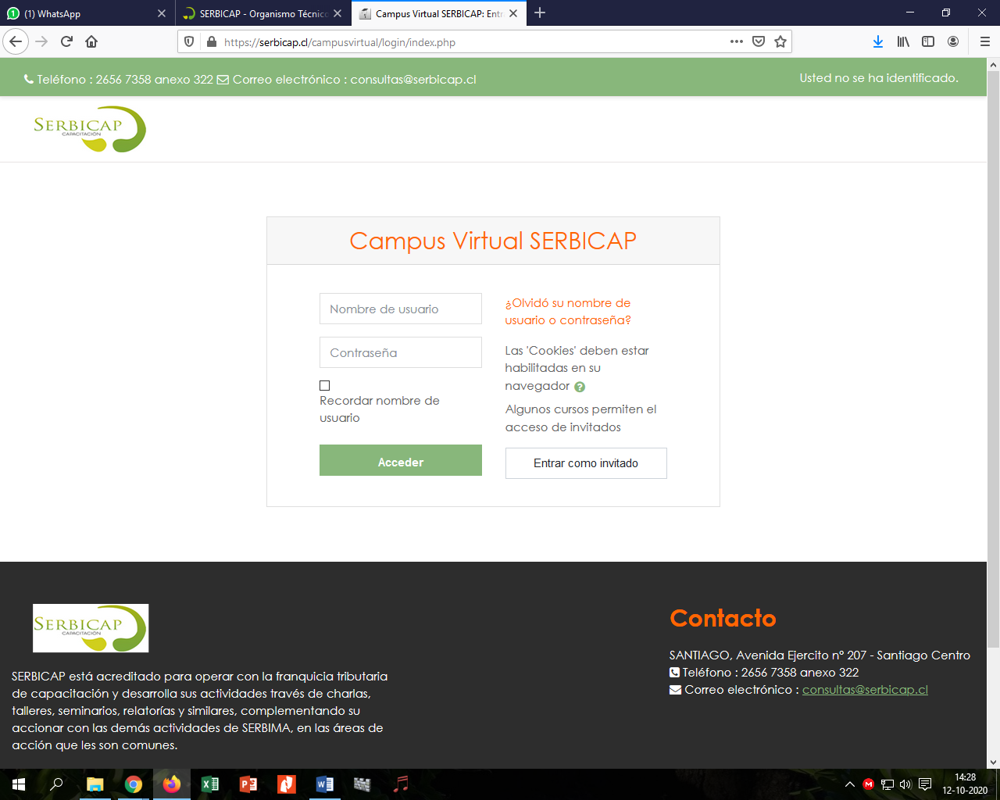 (1) WhatsApp
SERBICAP - Organismo Técnico
Campus Virtual SERBICAP: Entr
https://serbicap.cl/campusvirtual/login/index.php
Teléfono : 2656 7358 anexo 322 Correo electrónico : consultas@serbicap.cl
Usted no se ha identificado.
SERBICAP
CAPACITACIÓN
Campus Virtual SERBICAP
Nombre de usuario
Contraseña
Recordar nombre de
usuario
Acceder
¿Olvidó su nombre de
usuario o contraseña?
Las 'Cookies' deben estar
habilitadas en su
navegador
Algunos cursos permiten el
acceso de invitados
Entrar como invitado
SERBICAP
CAPACITACIÓN
SERBICAP está acreditado para operar con la franquicia tributaria
de capacitación y desarrolla sus actividades través de charlas,
talleres, seminarios, relatorías y similares, complementando su
accionar con las demás actividades de SERBIMA, en las áreas de
acción que les son comunes.
Contacto
SANTIAGO, Avenida Ejercito nº 207 - Santiago Centro
Teléfono : 2656 7358 anexo 322
Correo electrónico : consultas@serbicap.cl
14:28
12-10-2020